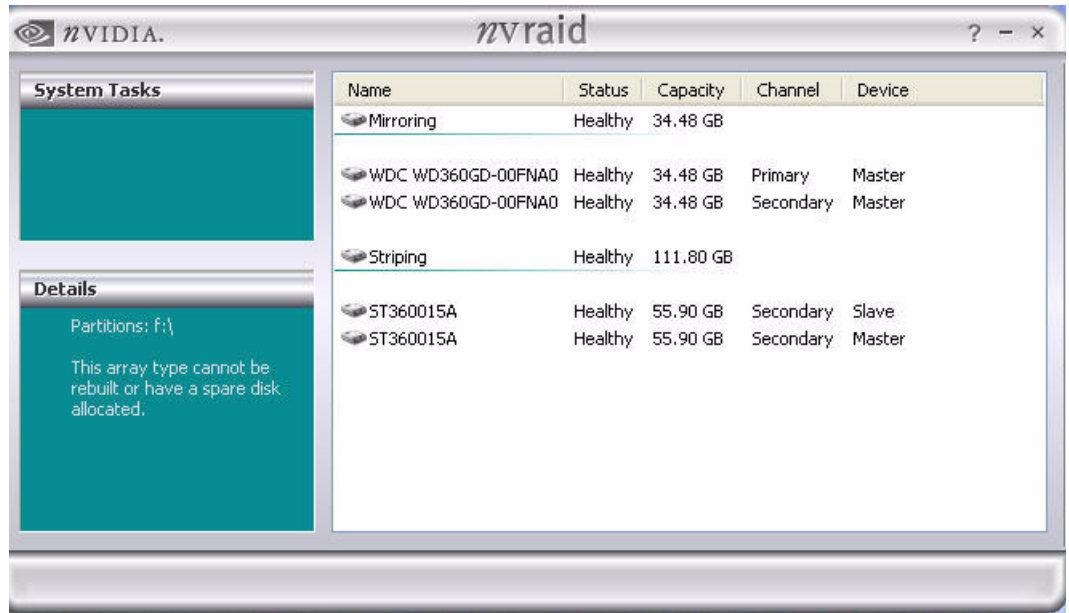 nVIDIA.
nvraid
? - ×
System Tasks
Details
Partitions: f:\
This array type cannot be
rebuilt or have a spare disk
allocated.
Name Status Capacity Channel Device
Mirroring Healthy 34.48 GB
WDC WD360GD-00FNA0 Healthy 34.48 GB Primary Master
WDC WD360GD-00FNA0 Healthy 34.48 GB Secondary Master
Striping Healthy 111.80 GB
ST360015A Healthy 55.90 GB Secondary Slave
ST360015A Healthy 55.90 GB Secondary Master